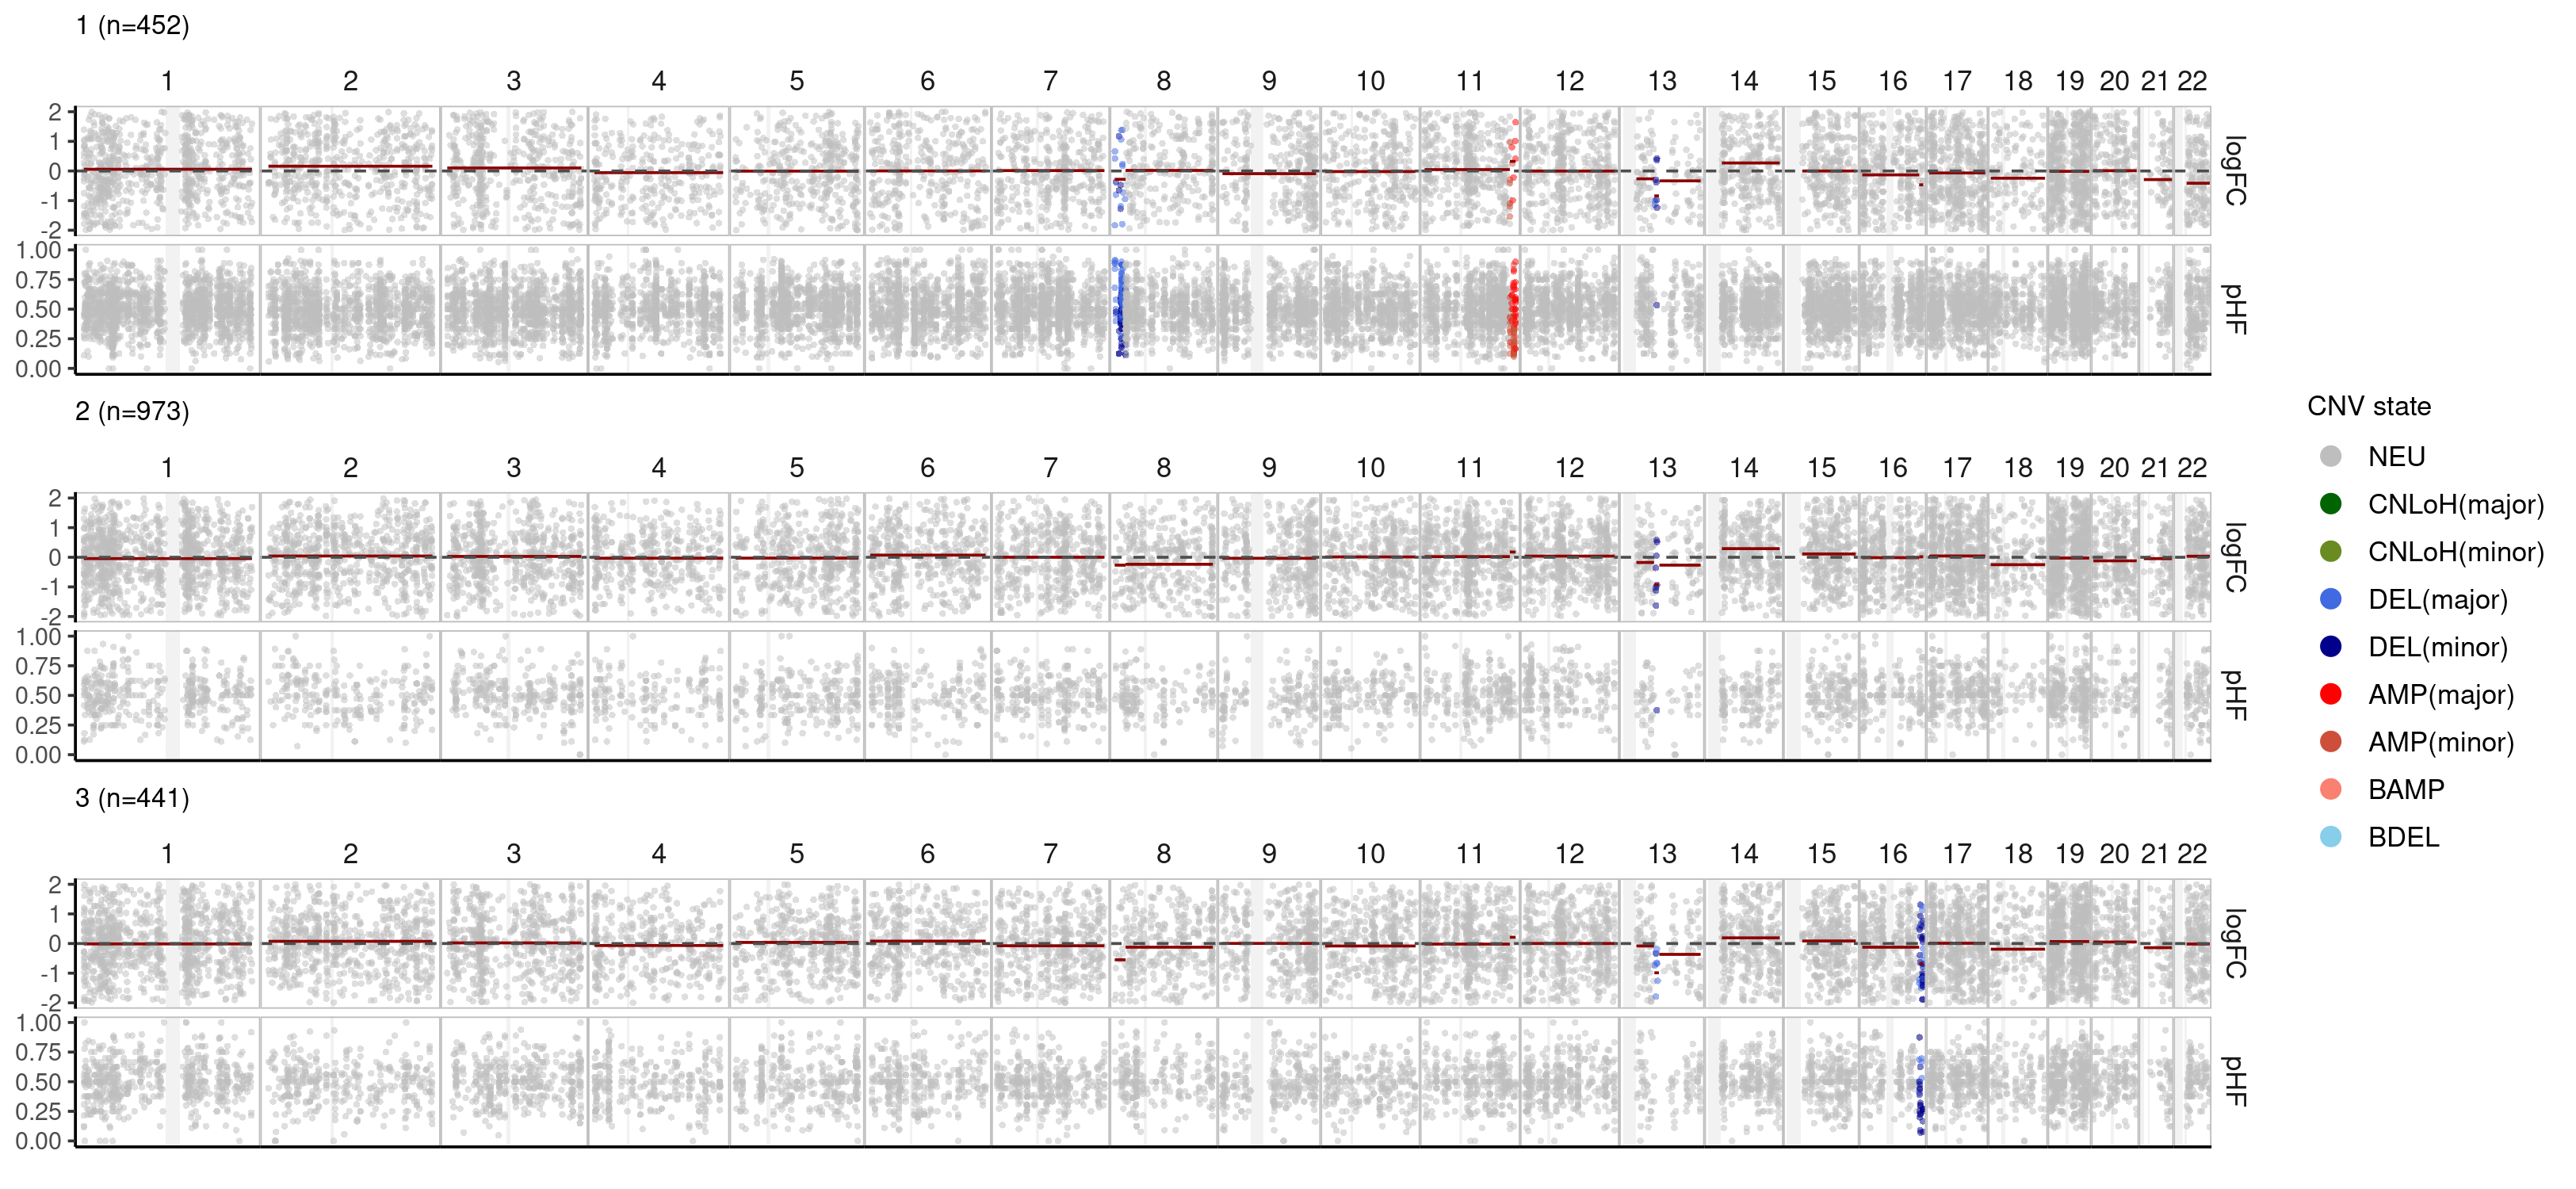 1 (n=452)
1 2 3 4 5 6 7 8 9 10 11 12 13 14 15 16 17 18 19 20 21 22
2
1
0
-1
-2
logFC
1.00
0.75
0.50
0.25
0.00
pHF
2 (n=973)
1 2 3 4 5 6 7 8 9 10 11 12 13 14 15 16 17 18 19 20 21 22
2
1
0
-1
-2
logFC
1.00
0.75
0.50
0.25
0.00
pHF
3 (n=441)
1 2 3 4 5 6 7 8 9 10 11 12 13 14 15 16 17 18 19 20 21 22
2
1
0
-1
-2
logFC
1.00
0.75
0.50
0.25
0.00
pHF
CNV state
NEU
CNLoH(major)
CNLoH(minor)
DEL(major)
DEL(minor)
AMP(major)
AMP(minor)
BAMP
BDEL